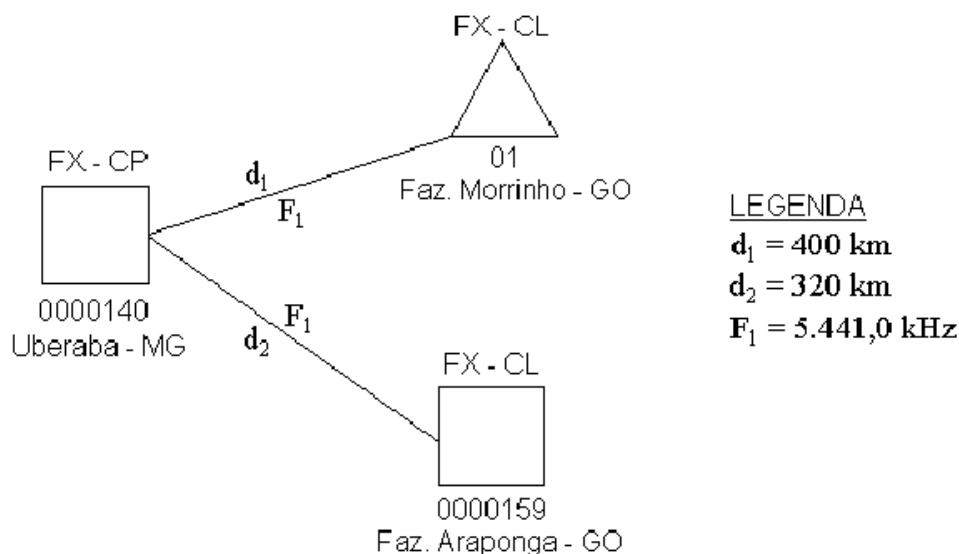 FX - CL
01
Faz. Morrinho - GO
FX - CP
0000140
Uberaba - MG
d₁
F₁
F₁
d₂
FX - CL
0000159
Faz. Araponga - GO
LEGENDA
d₁ = 400 km
d₂ = 320 km
F₁ = 5.441,0 kHz